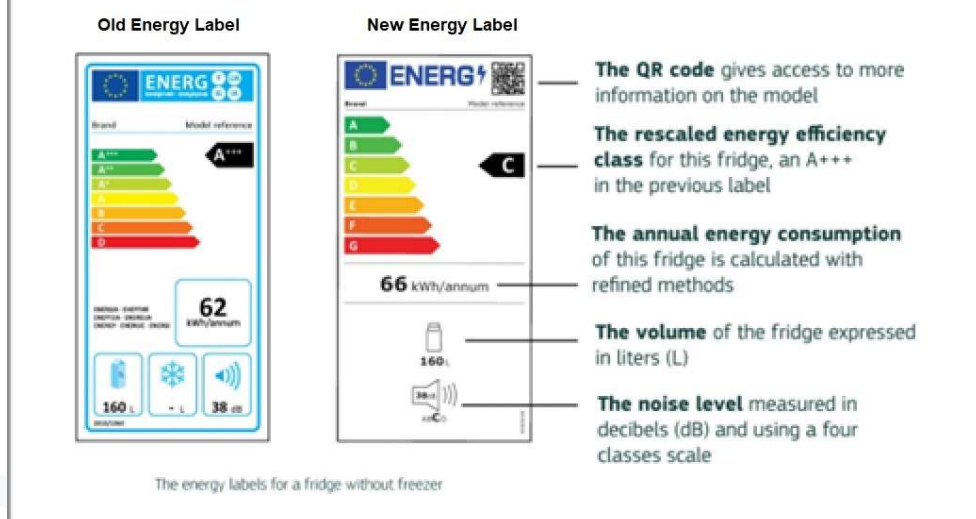 Old Energy Label
New Energy Label
ENERG
Brand Model reference
A+++
A++
A+
A
B
C
D
A+++
62
kWh/annum
160 L
- L
38 dB
ENERG
Brand Model reference
A
B
C
D
E
F
G
C
66 kWh/annum
160 L
38 dB
ABCD
The QR code gives access to more
information on the model
The rescaled energy efficiency
class for this fridge, an A+++
in the previous label
The annual energy consumption
of this fridge is calculated with
refined methods
The volume of the fridge expressed
in liters (L)
The noise level measured in
decibels (dB) and using a four
classes scale
The energy labels for a fridge without freezer